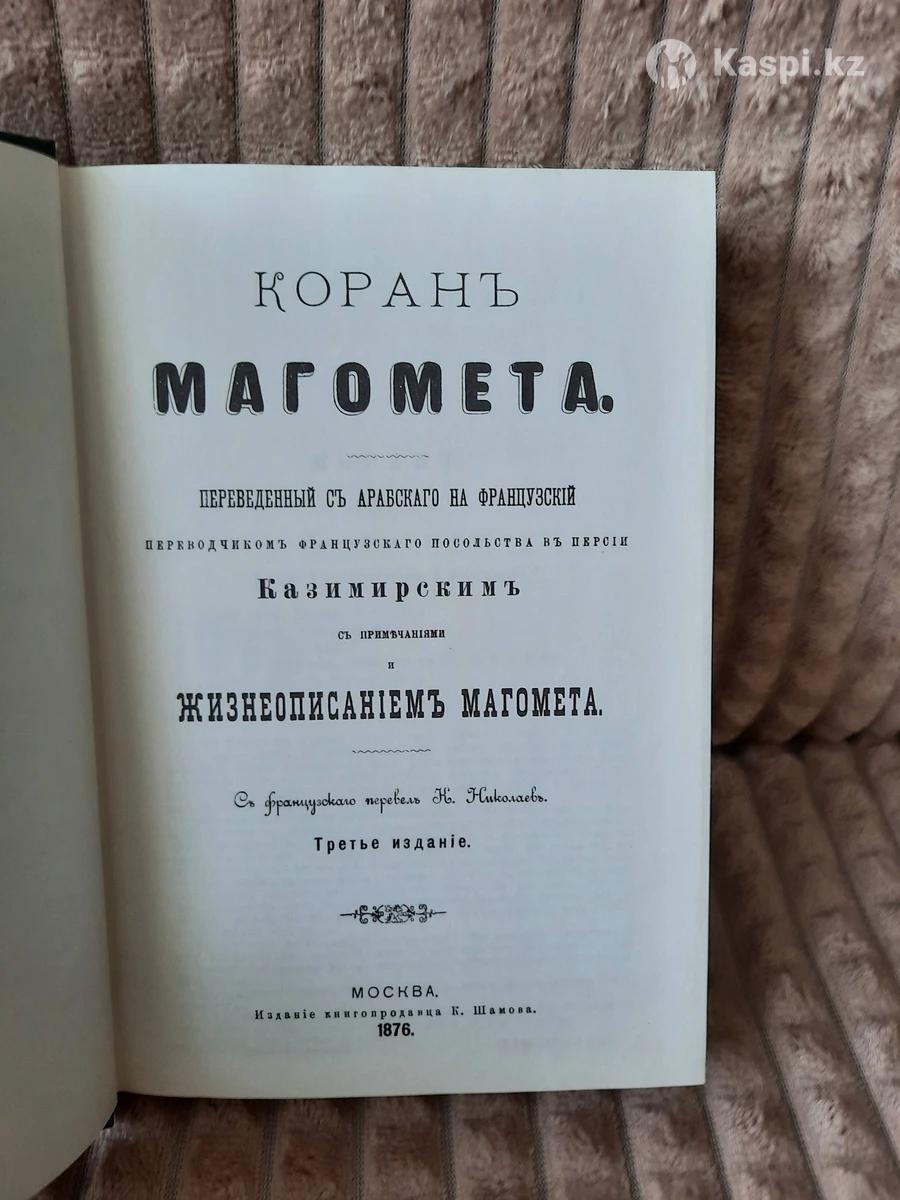 Kaspi.kz
КОРАНЪ
МАГОМЕТА.
ПЕРЕВЕДЕННЫЙ СЪ АРАБСКАГО НА ФРАНЦУЗСКІЙ
ПЕРЕВОДЧИКОМЪ ФРАНЦУЗСКАГО ПОСОЛЬСТВА ВЪ ПЕРСІИ
Казимирскимъ
СЪ ПРИМѢЧАНІЯМИ
И
ЖИЗНЕОПИСАНІЕМЪ МАГОМЕТА.
Съ французскаго перевелъ К. Николаевъ.
Третье изданіе.
МОСКВА.
Изданіе книгопродавца К. Шамова.
1876.